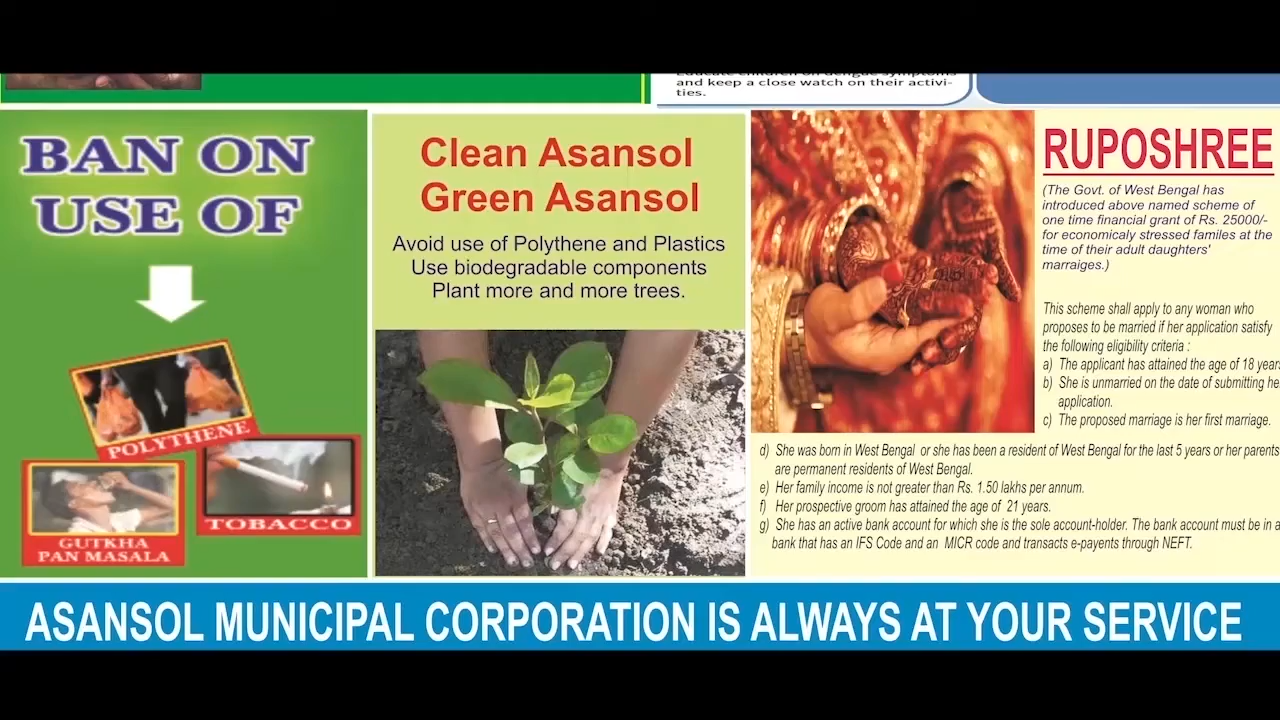 Educate children on dengue symptoms
and keep a close watch on their activi-
ties.
BAN ON
USE OF
POLYTHENE
GUTKHA
PAN MASALA
TOBACCO
Clean Asansol
Green Asansol
Avoid use of Polythene and Plastics
Use biodegradable components
Plant more and more trees.
RUPOSHREE
(The Govt. of West Bengal has
introduced above named scheme of
one time financial grant of Rs. 25000/-
for economicaly stressed familes at the
time of their adult daughters'
marraiges.)
This scheme shall apply to any woman who
proposes to be married if her application satisfy
the following eligibility criteria :
a) The applicant has attained the age of 18 years
b) She is unmarried on the date of submitting he
application.
c) The proposed marriage is her first marriage.
d) She was born in West Bengal or she has been a resident of West Bengal for the last 5 years or her parents
are permanent residents of West Bengal.
e) Her family income is not greater than Rs. 1.50 lakhs per annum.
f) Her prospective groom has attained the age of 21 years.
g) She has an active bank account for which she is the sole account-holder. The bank account must be in a
bank that has an IFS Code and an MICR code and transacts e-payents through NEFT.
ASANSOL MUNICIPAL CORPORATION IS ALWAYS AT YOUR SERVICE